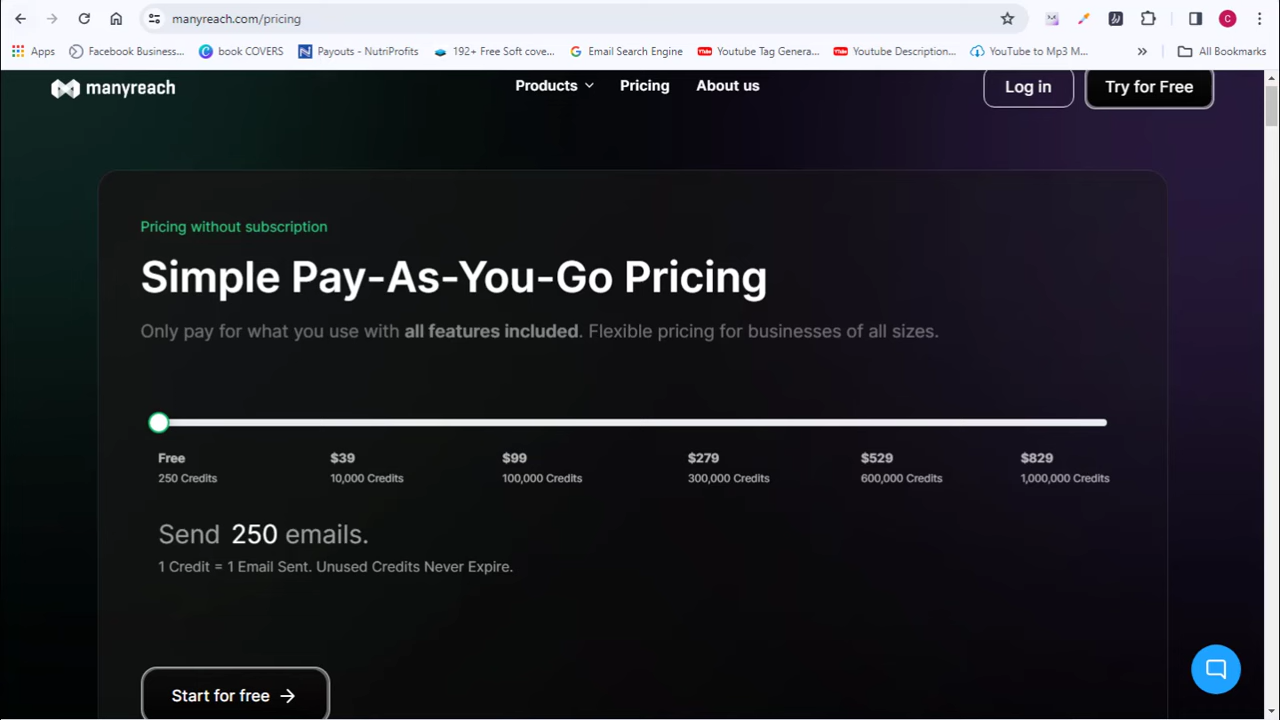 manyreach.com/pricing
C
Apps
Facebook Business...
book COVERS
Payouts - NutriProfits
192+ Free Soft cove...
Email Search Engine
Youtube Tag Genera...
Youtube Description...
YouTube to Mp3 M...
All Bookmarks
manyreach
Products
Pricing
About us
Log in
Try for Free
Pricing without subscription
Simple Pay-As-You-Go Pricing
Only pay for what you use with all features included. Flexible pricing for businesses of all sizes.
Free $39 $99 $279 $529 $829
250 Credits 10,000 Credits 100,000 Credits 300,000 Credits 600,000 Credits 1,000,000 Credits
Send 250 emails.
1 Credit = 1 Email Sent. Unused Credits Never Expire.
Start for free →